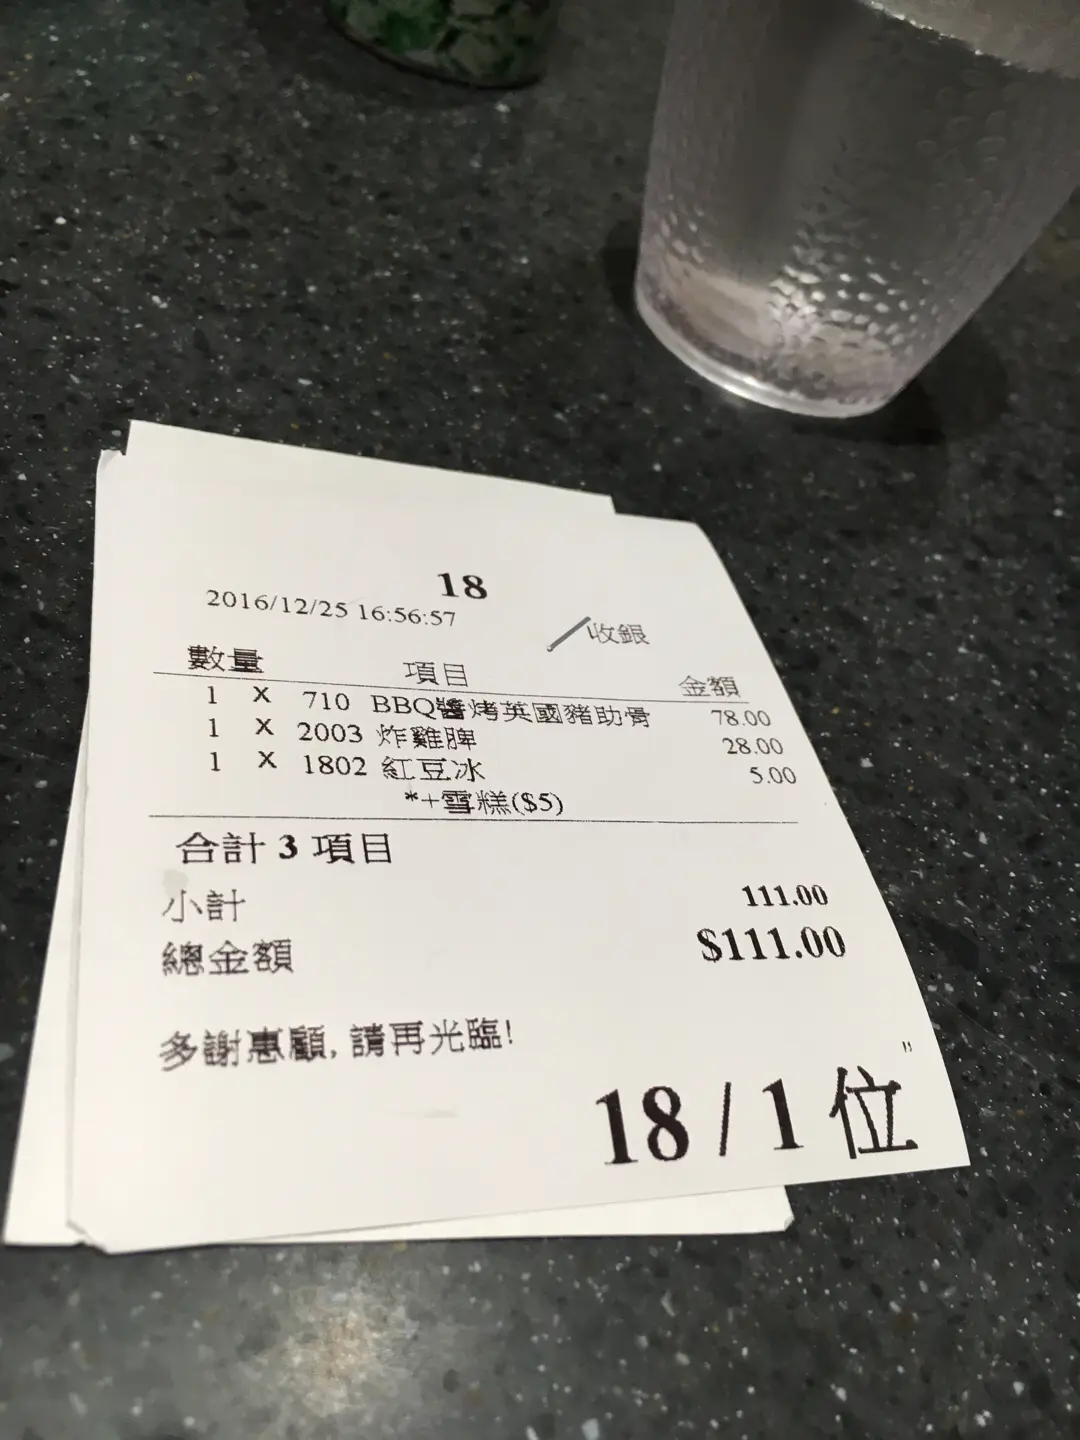 18
2016/12/25 16:56:57
收銀
數量 項目 金額
1 X 710 BBQ醬烤英國豬助骨 78.00
1 X 2003 炸雞髀 28.00
1 X 1802 紅豆冰 5.00
*+雪糕($5)
合計 3 項目
小計 111.00
總金額 $111.00
多謝惠顧, 請再光臨!
18 / 1 位